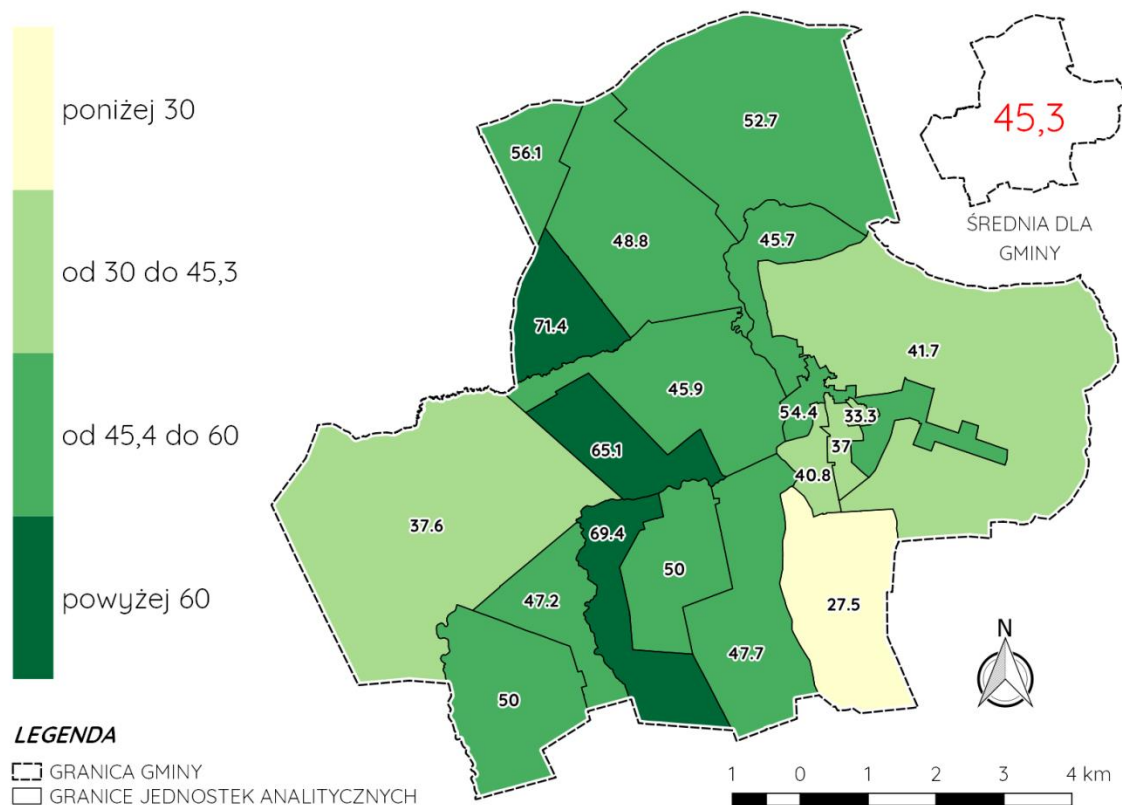 poniżej 30
od 30 do 45,3
od 45,4 do 60
powyżej 60
52.7
56.1
48.8
45.7
71.4
41.7
45.9
54.4
33.3
37
65.1
40.8
37.6
69.4
50
47.2
27.5
47.7
50
45,3
ŚREDNIA DLA
GMINY
N
LEGENDA
GRANICA GMINY
GRANICE JEDNOSTEK ANALITYCZNYCH
1 0 1 2 3 4 km